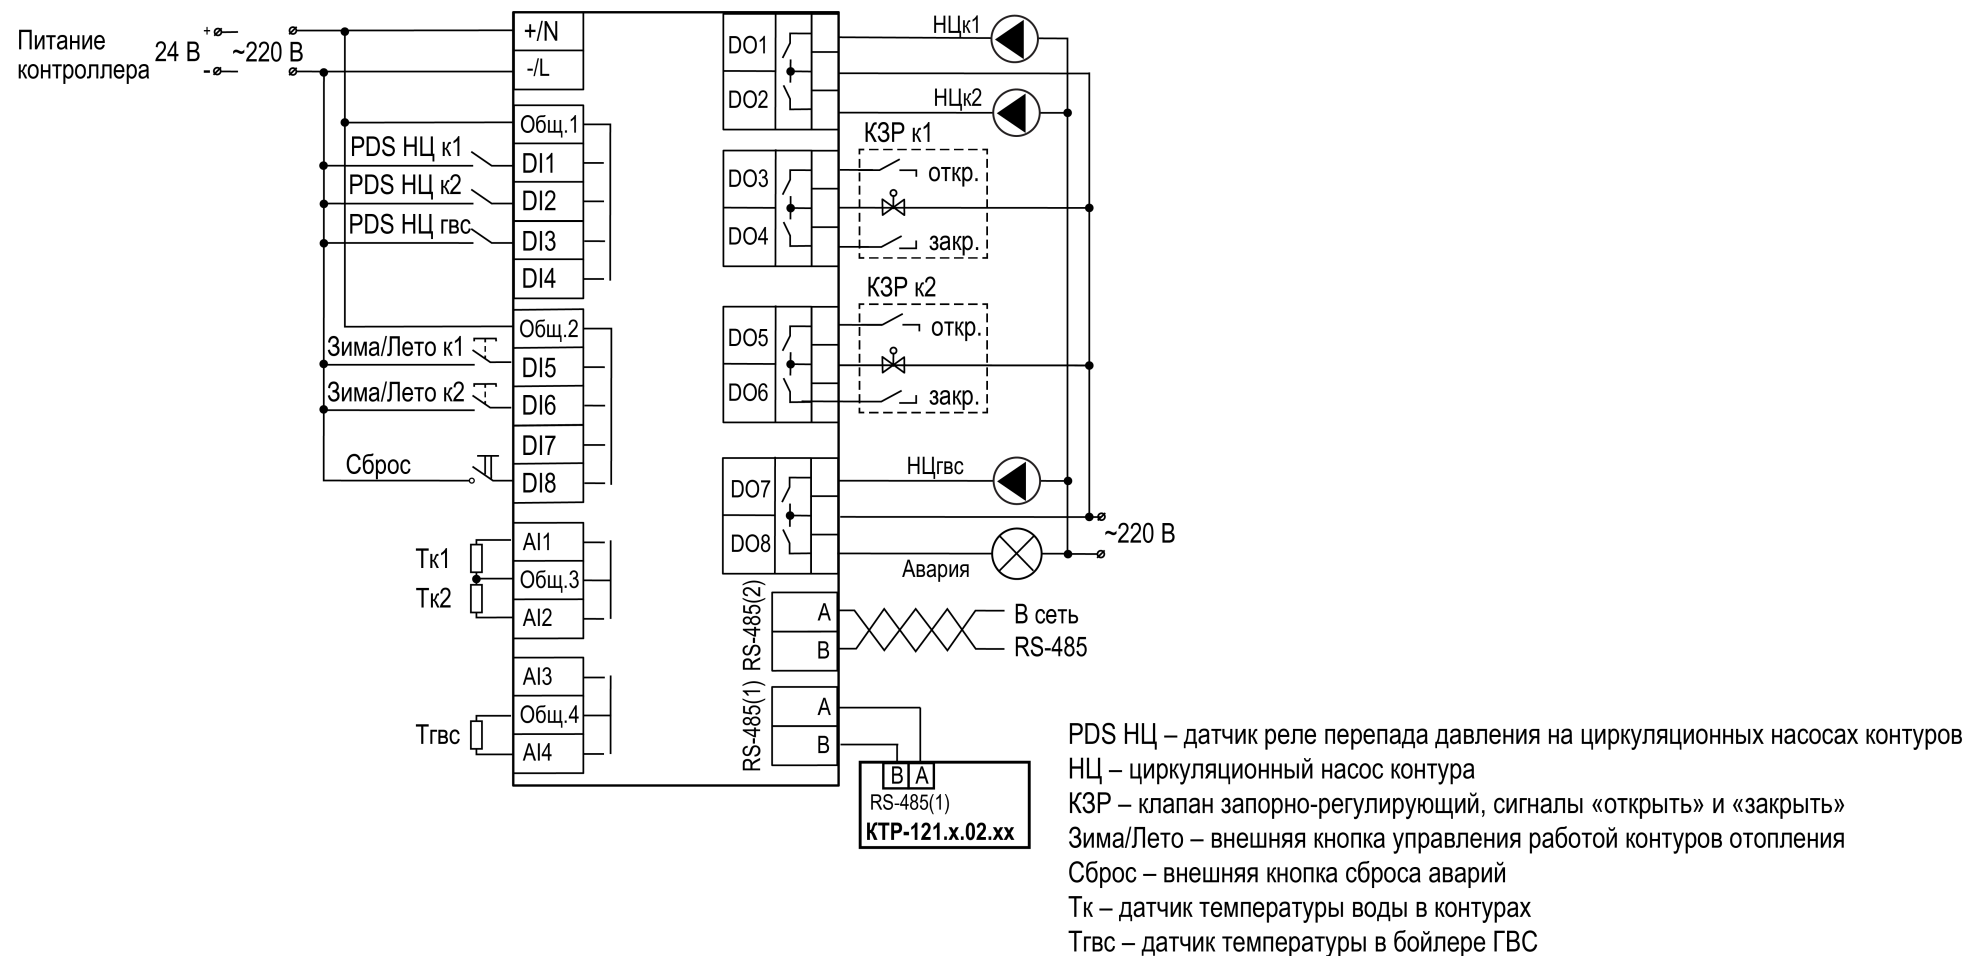 Питание
контроллера
24 В
+
-
~220 В
+/N
-/L
Общ.1
PDS НЦ к1
DI1
PDS НЦ к2
DI2
PDS НЦ гвс
DI3
DI4
Общ.2
Зима/Лето к1
DI5
Зима/Лето к2
DI6
DI7
Сброс
DI8
Тк1
AI1
Общ.3
Тк2
AI2
AI3
Общ.4
Тгвс
AI4
DO1
DO2
НЦк1
НЦк2
DO3
DO4
КЗР к1
откр.
закр.
DO5
DO6
КЗР к2
откр.
закр.
DO7
DO8
НЦгвс
Авария
~220 В
RS-485(2)
A
B
В сеть
RS-485
RS-485(1)
A
B
B A
RS-485(1)
КТР-121.х.02.хх
PDS НЦ – датчик реле перепада давления на циркуляционных насосах контуров
НЦ – циркуляционный насос контура
КЗР – клапан запорно-регулирующий, сигналы «открыть» и «закрыть»
Зима/Лето – внешняя кнопка управления работой контуров отопления
Сброс – внешняя кнопка сброса аварий
Тк – датчик температуры воды в контурах
Тгвс – датчик температуры в бойлере ГВС